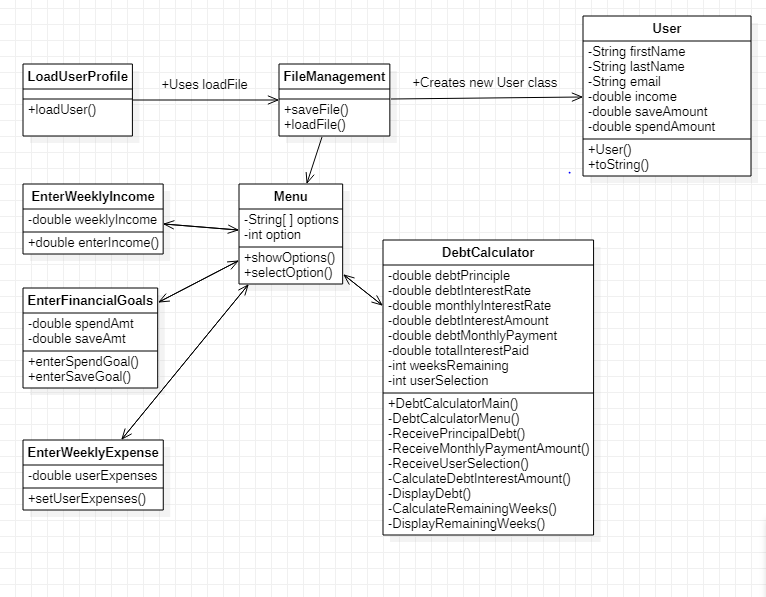 User
-String firstName
-String lastName
-String email
-double income
-double saveAmount
-double spendAmount
+User()
+toString()
LoadUserProfile
+loadUser()
+Uses loadFile
FileManagement
+saveFile()
+loadFile()
+Creates new User class
EnterWeeklyIncome
-double weeklyIncome
+double enterIncome()
Menu
-String[ ] options
-int option
+showOptions()
+selectOption()
EnterFinancialGoals
-double spendAmt
-double saveAmt
+enterSpendGoal()
+enterSaveGoal()
EnterWeeklyExpense
-double userExpenses
+setUserExpenses()
DebtCalculator
-double debtPrinciple
-double debtInterestRate
-double monthlyInterestRate
-double debtInterestAmount
-double debtMonthlyPayment
-double totalInterestPaid
-int weeksRemaining
-int userSelection
+DebtCalculatorMain()
-DebtCalculatorMenu()
-ReceivePrincipalDebt()
-ReceiveMonthlyPaymentAmount()
-ReceiveUserSelection()
-CalculateDebtInterestAmount()
-DisplayDebt()
-CalculateRemainingWeeks()
-DisplayRemainingWeeks()